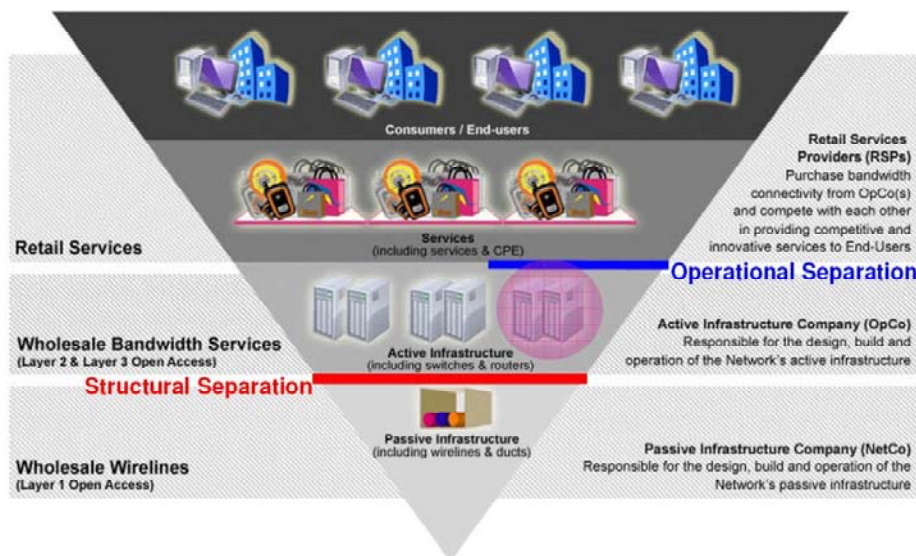 Consumers / End-users
Retail Services
Providers (RSPs)
Purchase bandwidth
connectivity from OpCo(s)
and compete with each other
in providing competitive and
innovative services to End-Users
Retail Services
Services
(including services & CPE)
Operational Separation
Wholesale Bandwidth Services
(Layer 2 & Layer 3 Open Access)
Active Infrastructure
(including switches & routers)
Active Infrastructure Company (OpCo)
Responsible for the design, build and
operation of the Network's active infrastructure
Structural Separation
Passive Infrastructure
(including wirelines & ducts)
Wholesale Wirelines
(Layer 1 Open Access)
Passive Infrastructure Company (NetCo)
Responsible for the design, build and operation of the
Network's passive infrastructure